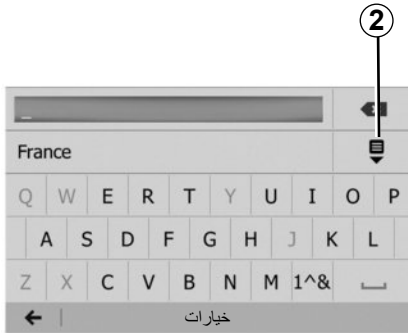 2
_
France
Q W E R T Y U I O P
A S D F G H J K L
Z X C V B N M 1^&
خيارات